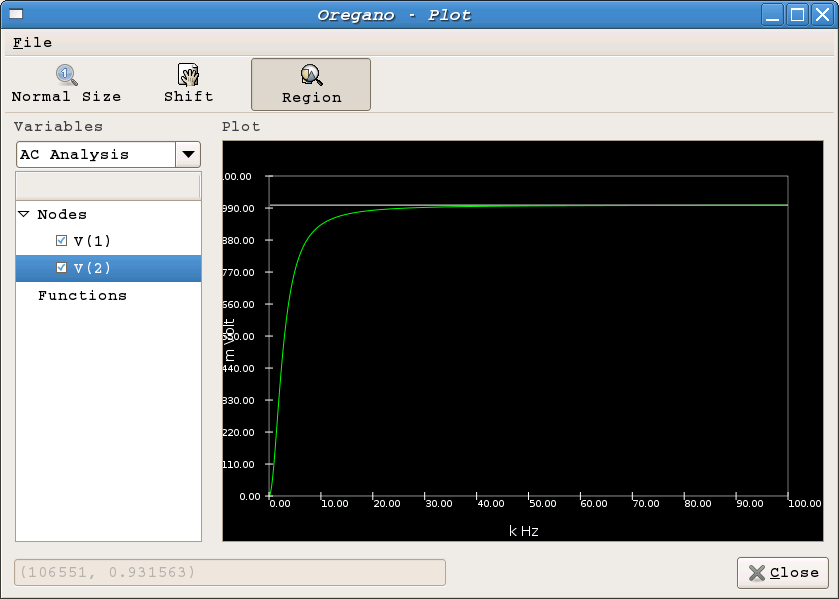 Oregano - Plot
File
Normal Size
Shift
Region
Variables
Plot
AC Analysis
Nodes
V(1)
V(2)
Functions
00.00
990.00
880.00
770.00
660.00
550.00
440.00
330.00
220.00
110.00
0.00
m Volt
0.00 10.00 20.00 30.00 40.00 50.00 60.00 70.00 80.00 90.00 100.00
k Hz
(106551, 0.931563)
Close